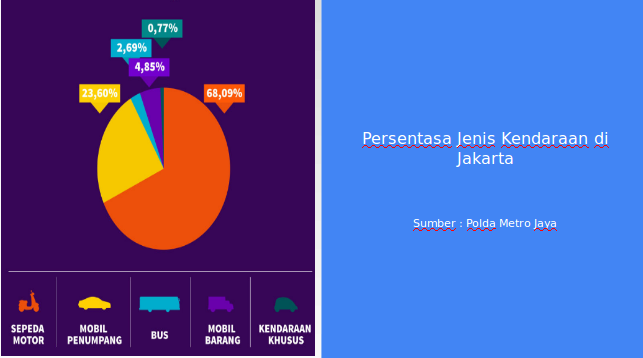 0,77%
2,69%
4,85%
23,60%
68,09%
SEPEDA
MOTOR
MOBIL
PENUMPANG
BUS
MOBIL
BARANG
KENDARAAN
KHUSUS
Persentasa Jenis Kendaraan di
Jakarta
Sumber : Polda Metro Jaya